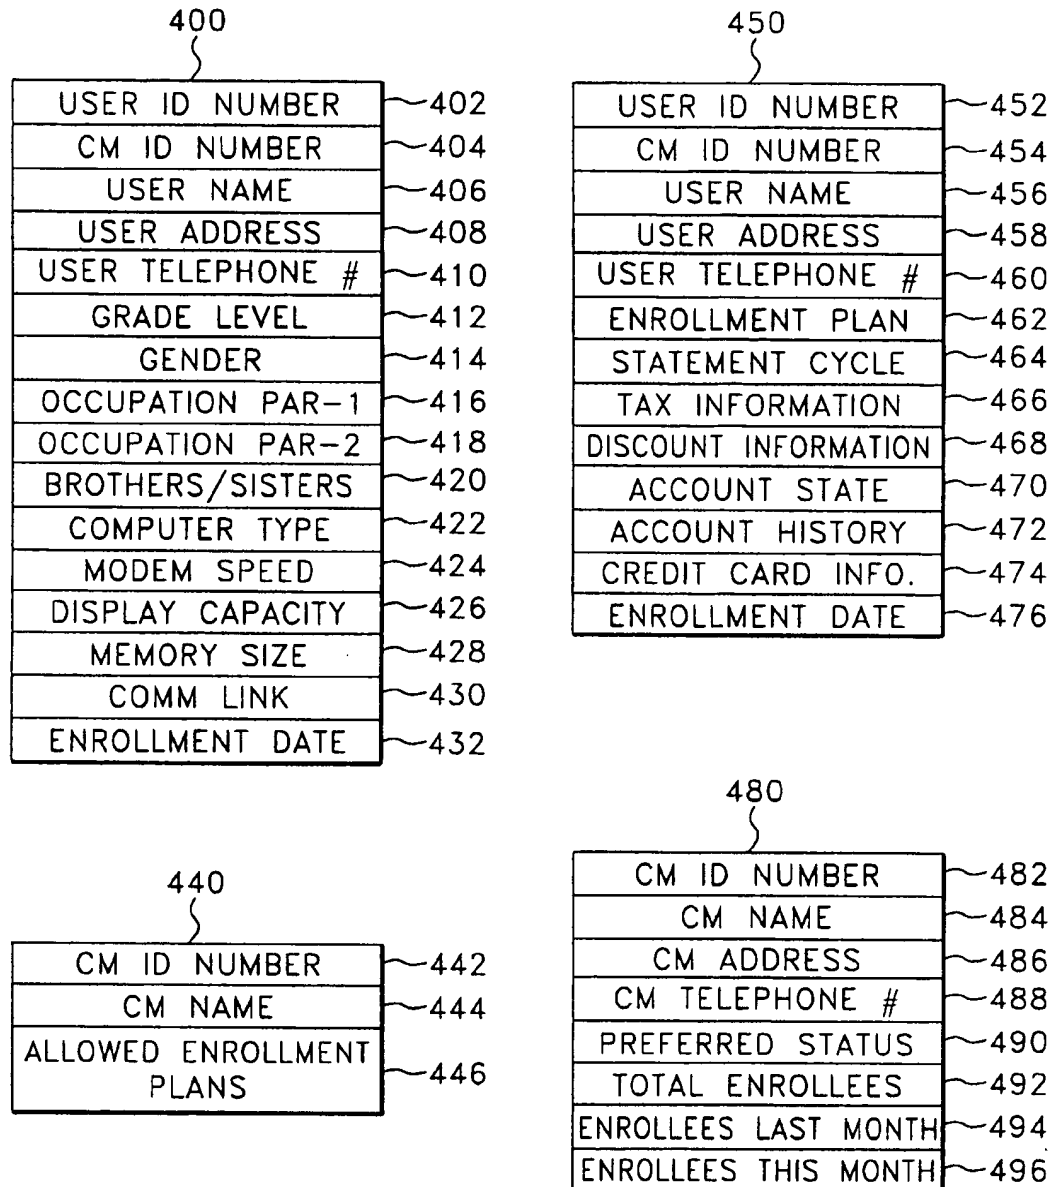 400
USER ID NUMBER 402
CM ID NUMBER 404
USER NAME 406
USER ADDRESS 408
USER TELEPHONE # 410
GRADE LEVEL 412
GENDER 414
OCCUPATION PAR-1 416
OCCUPATION PAR-2 418
BROTHERS/SISTERS 420
COMPUTER TYPE 422
MODEM SPEED 424
DISPLAY CAPACITY 426
MEMORY SIZE 428
COMM LINK 430
ENROLLMENT DATE 432
440
CM ID NUMBER 442
CM NAME 444
ALLOWED ENROLLMENT
PLANS 446
450
USER ID NUMBER 452
CM ID NUMBER 454
USER NAME 456
USER ADDRESS 458
USER TELEPHONE # 460
ENROLLMENT PLAN 462
STATEMENT CYCLE 464
TAX INFORMATION 466
DISCOUNT INFORMATION 468
ACCOUNT STATE 470
ACCOUNT HISTORY 472
CREDIT CARD INFO. 474
ENROLLMENT DATE 476
480
CM ID NUMBER 482
CM NAME 484
CM ADDRESS 486
CM TELEPHONE # 488
PREFERRED STATUS 490
TOTAL ENROLLEES 492
ENROLLEES LAST MONTH 494
ENROLLEES THIS MONTH 496